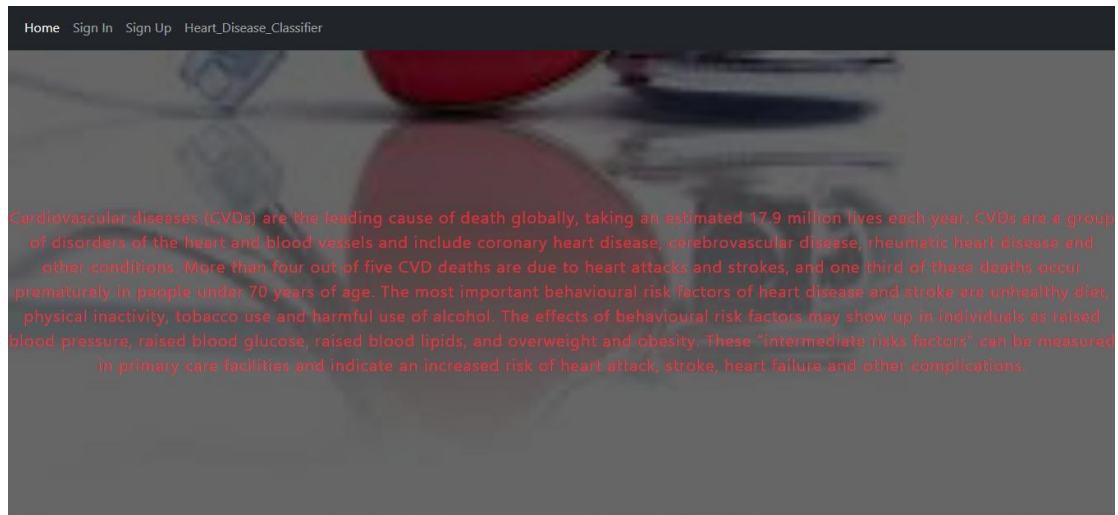 Home Sign In Sign Up Heart_Disease_Classifier
Cardiovascular diseases (CVDs) are the leading cause of death globally, taking an estimated 17.9 million lives each year. CVDs are a group
of disorders of the heart and blood vessels and include coronary heart disease, cerebrovascular disease, rheumatic heart disease and
other conditions. More than four out of five CVD deaths are due to heart attacks and strokes, and one third of these deaths occur
prematurely in people under 70 years of age. The most important behavioural risk factors of heart disease and stroke are unhealthy diet,
physical inactivity, tobacco use and harmful use of alcohol. The effects of behavioural risk factors may show up in individuals as raised
blood pressure, raised blood glucose, raised blood lipids, and overweight and obesity. These "intermediate risks factors" can be measured
in primary care facilities and indicate an increased risk of heart attack, stroke, heart failure and other complications.